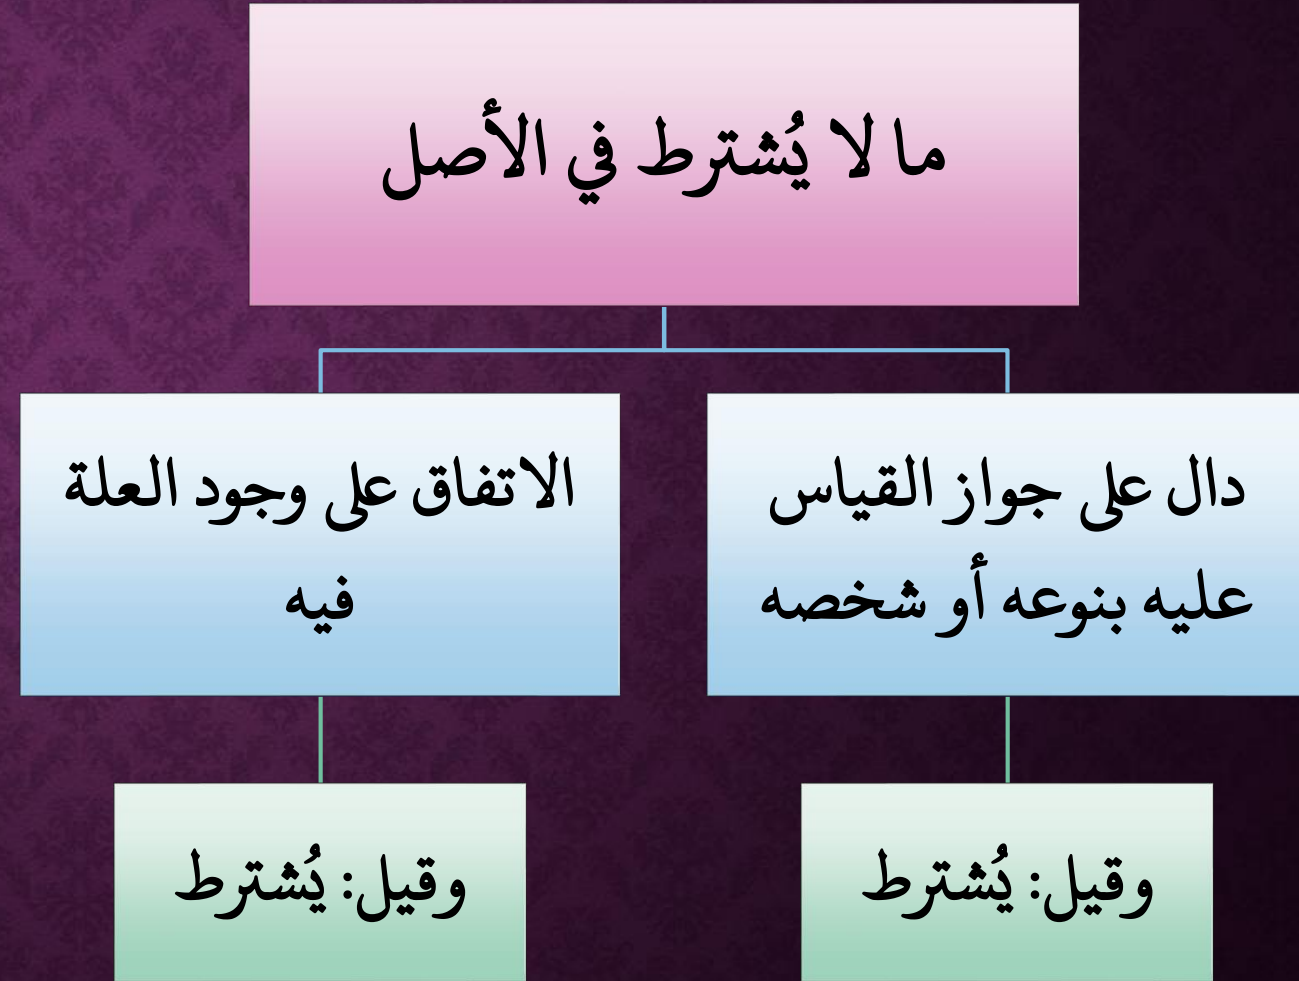 ما لا يُشترط في الأصل
دال على جواز القياس
عليه بنوعه أو شخصه
الاتفاق على وجود العلة
فيه
وقيل: يُشترط
وقيل: يُشترط